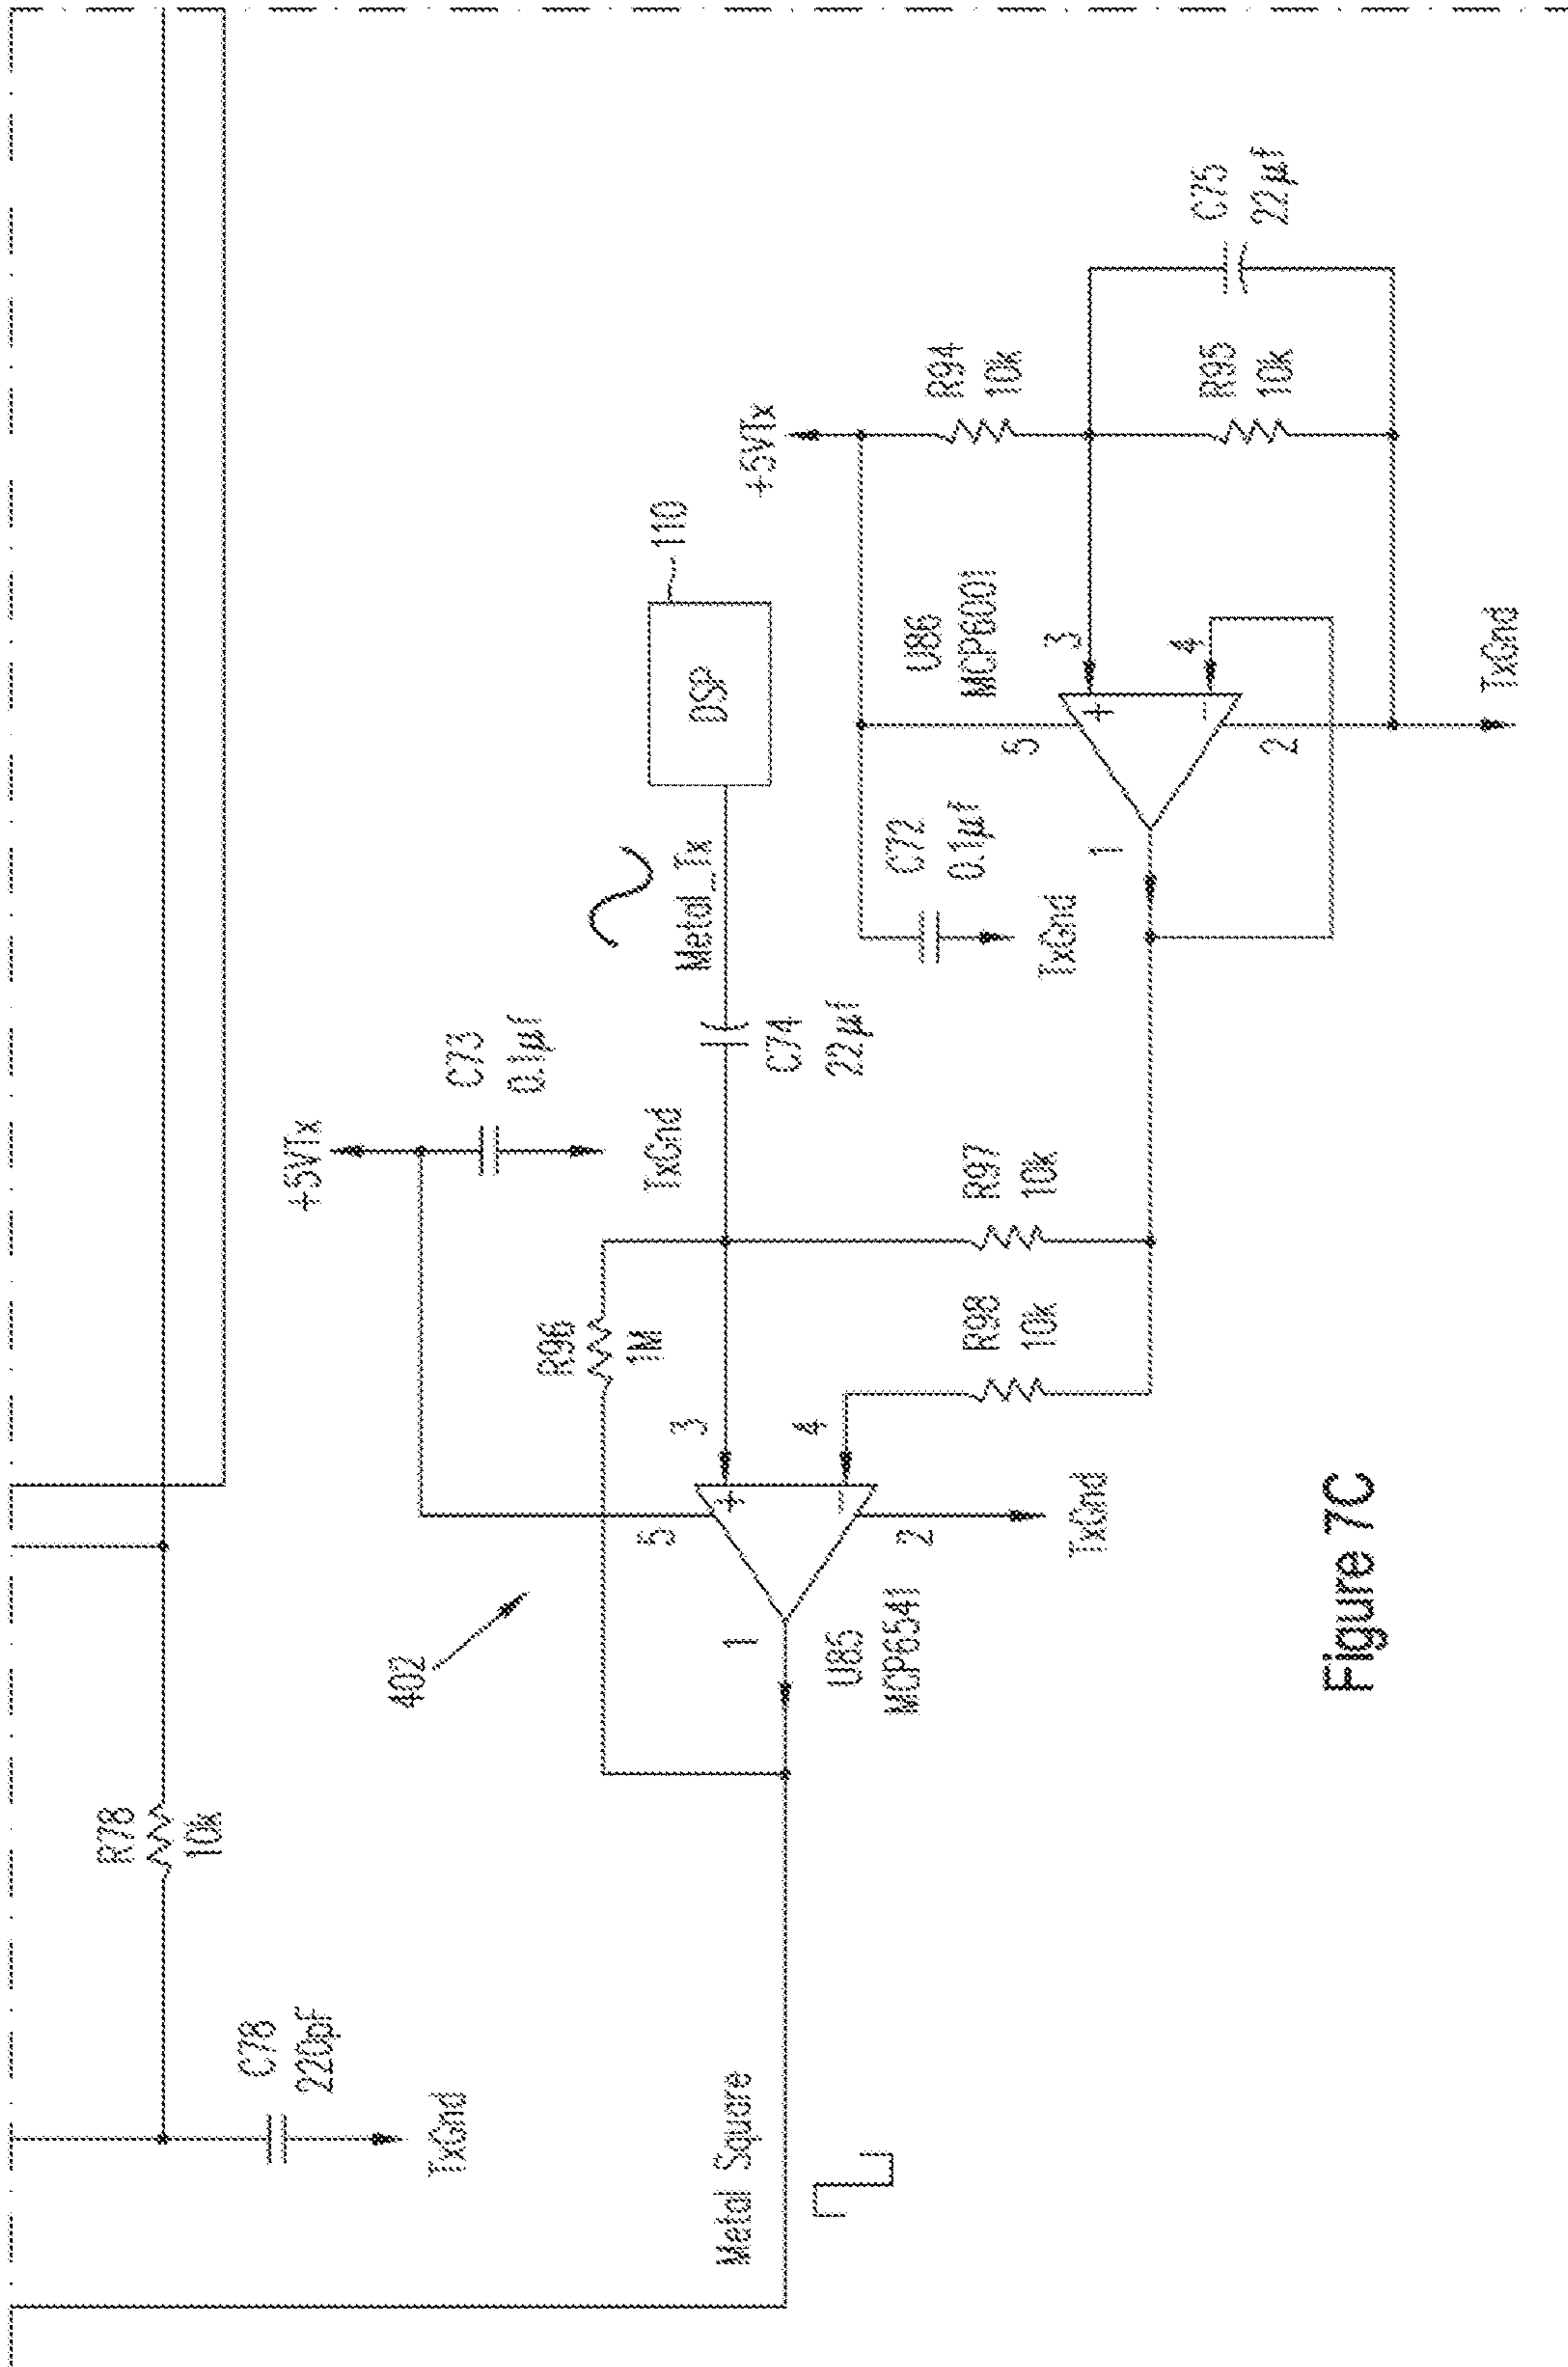 R78
10k
C78
220pF
TxGnd
+5VTx
C73
0.1µf
TxGnd
402
R96
1M
Metal Square
1
U85
MCP6541
5
3
4
2
TxGnd
Metal_Tx
C74
22µf
DSP
110
R98
10k
R97
10k
+5VTx
C72
0.1µf
TxGnd
U86
MCP6001
5
3
4
1
2
TxGnd
R94
10k
R95
10k
C75
22µf
Figure 7C